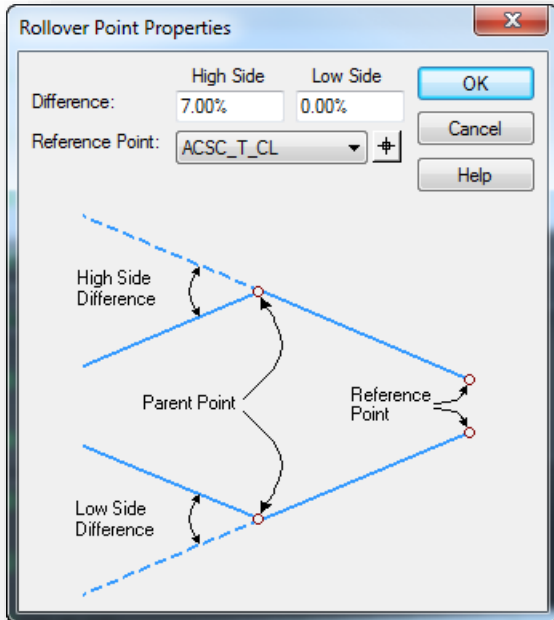 Rollover Point Properties
High Side Low Side
Difference: 7.00% 0.00% OK
Reference Point: ACSC_T_CL Cancel
Help
High Side
Difference
Parent Point
Reference
Point
Low Side
Difference